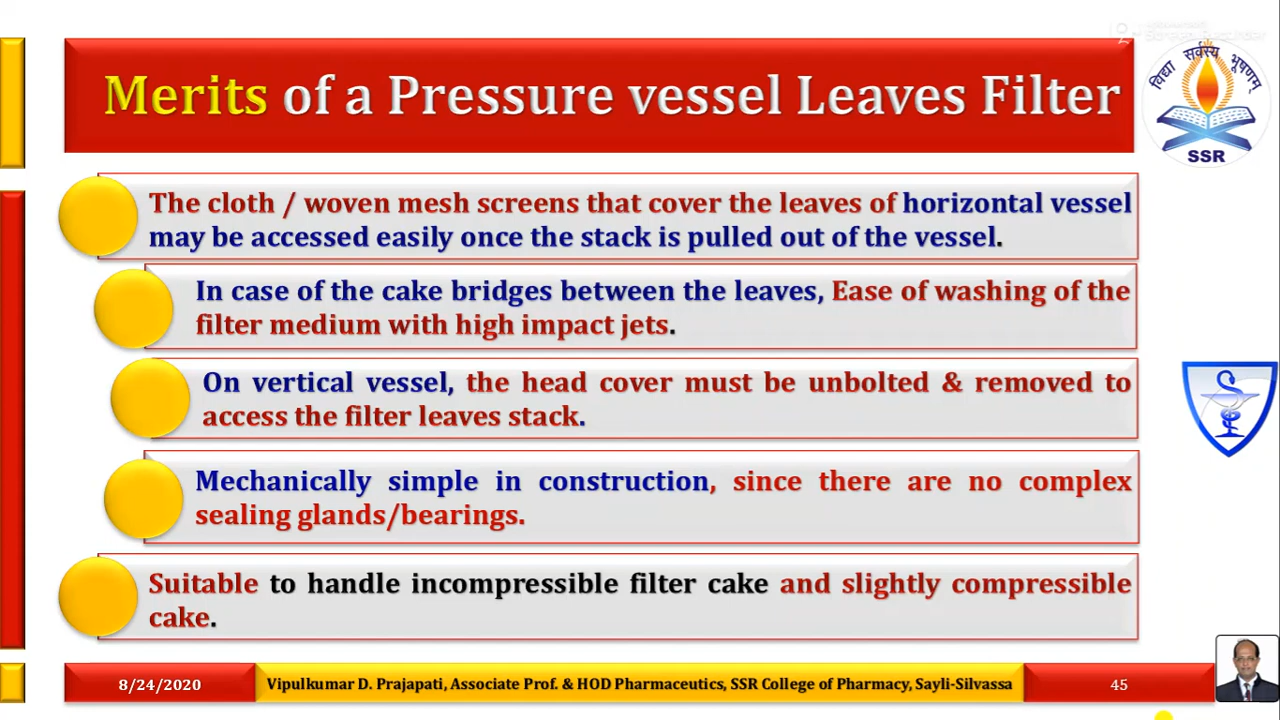 Merits of a Pressure vessel Leaves Filter
विद्या सर्वस्य भूषणम्
SSR
The cloth / woven mesh screens that cover the leaves of horizontal vessel
may be accessed easily once the stack is pulled out of the vessel.
In case of the cake bridges between the leaves, Ease of washing of the
filter medium with high impact jets.
On vertical vessel, the head cover must be unbolted & removed to
access the filter leaves stack.
Mechanically simple in construction, since there are no complex
sealing glands/bearings.
Suitable to handle incompressible filter cake and slightly compressible
cake.
8/24/2020
Vipulkumar D. Prajapati, Associate Prof. & HOD Pharmaceutics, SSR College of Pharmacy, Sayli-Silvassa
45